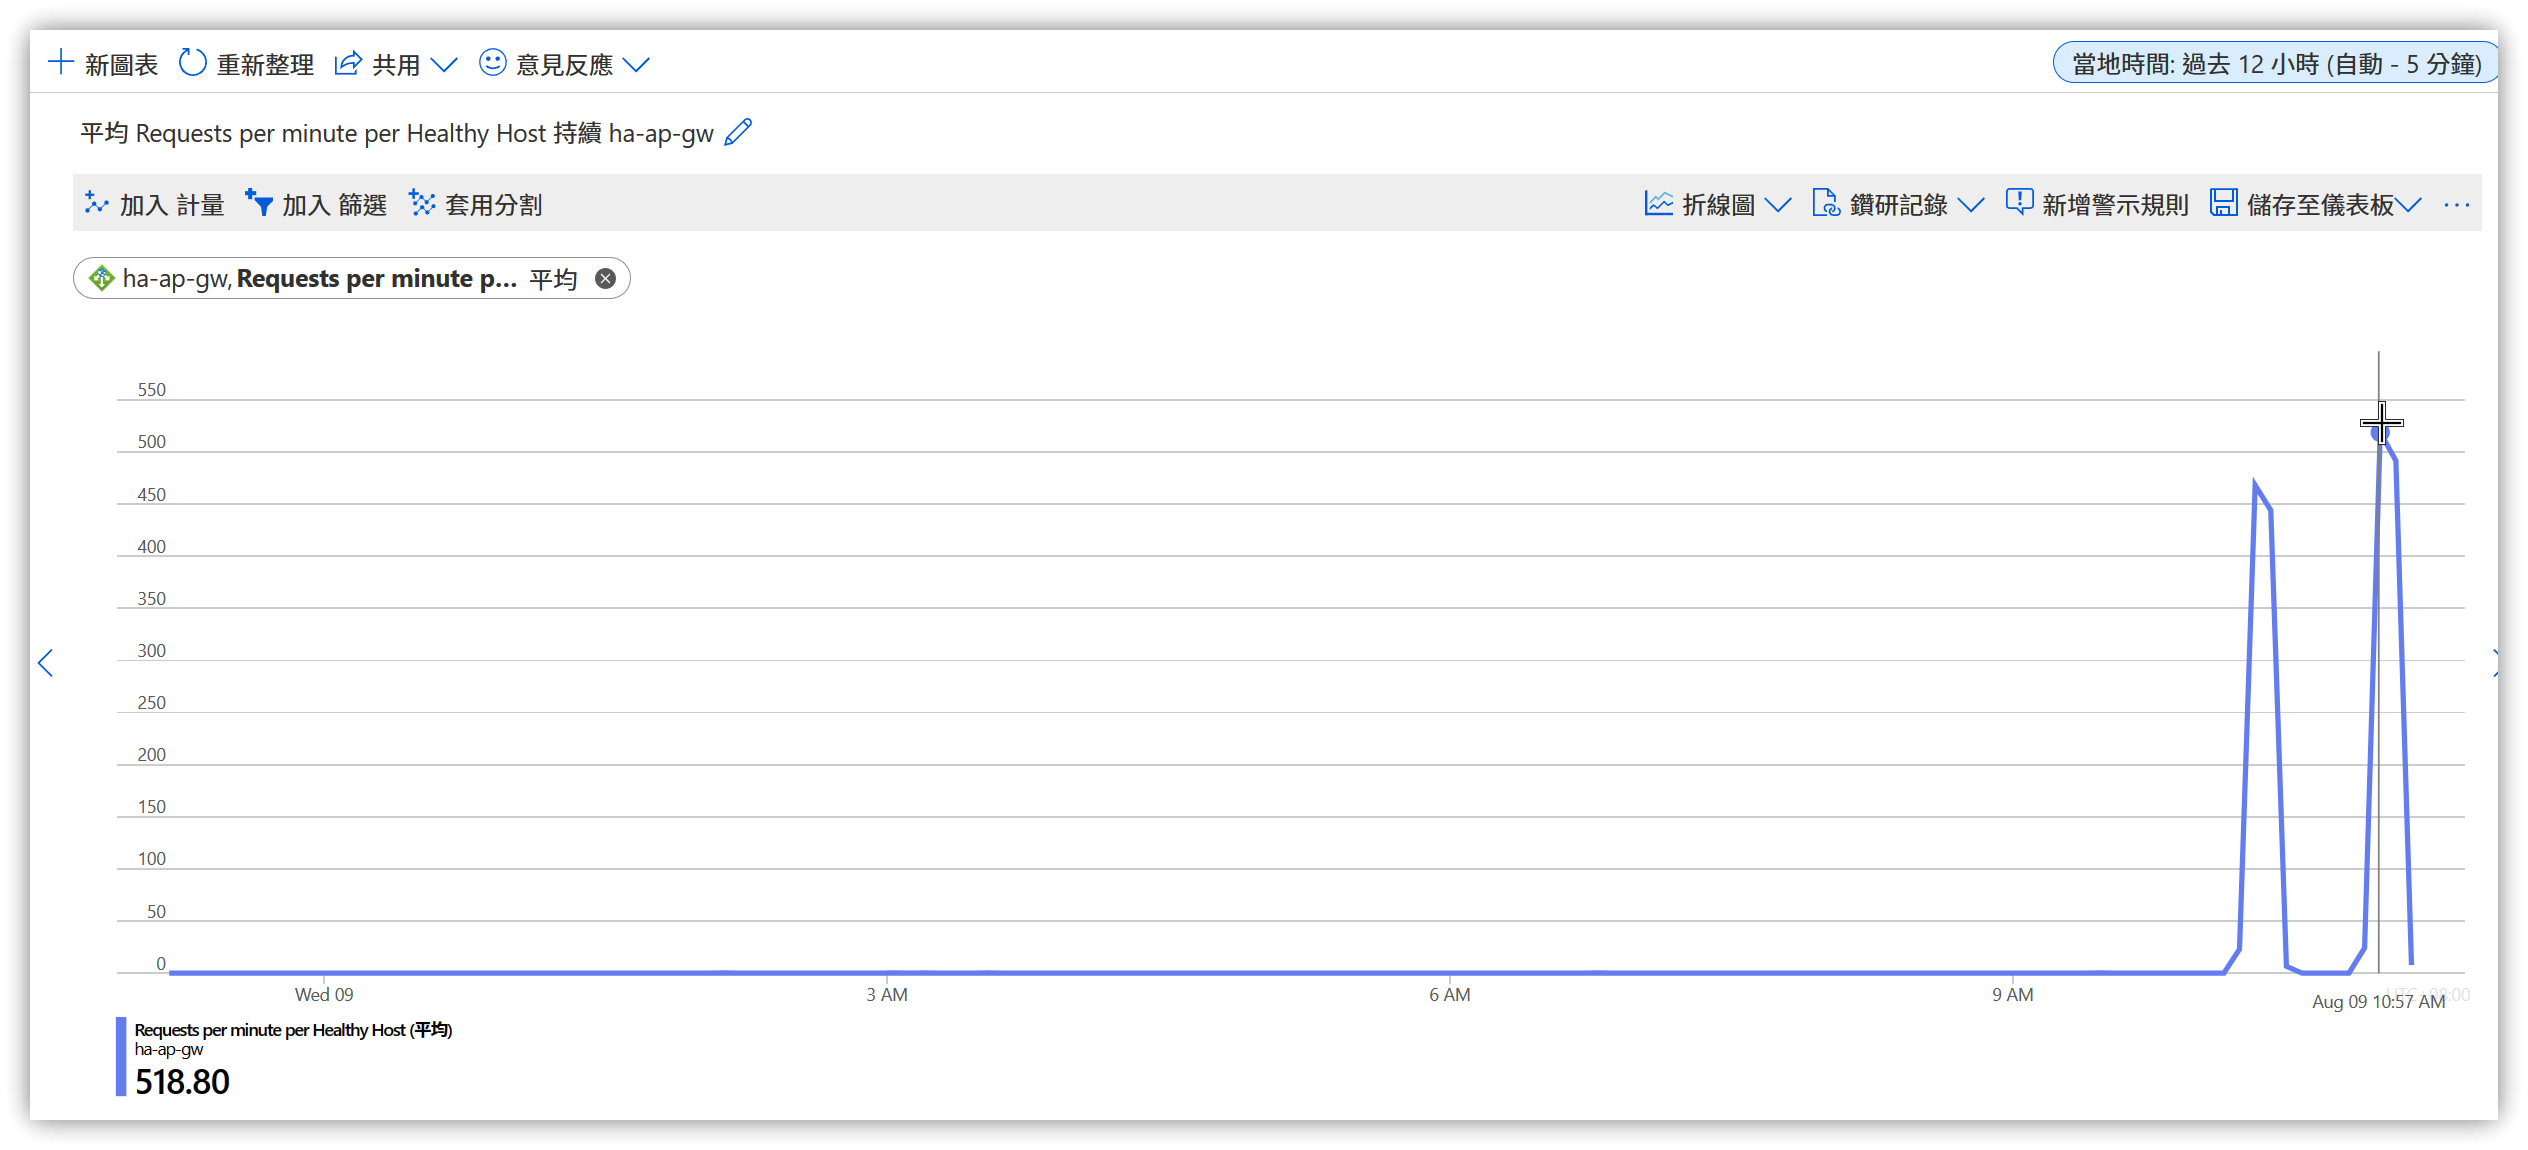 新圖表 重新整理 共用 意見反應 當地時間: 過去 12 小時 (自動 - 5 分鐘)
平均 Requests per minute per Healthy Host 持續 ha-ap-gw
加入 計量 加入 篩選 套用分割 折線圖 鑽研記錄 新增警示規則 儲存至儀表板 ···
ha-ap-gw, Requests per minute p... 平均
550
500
450
400
350
300
250
200
150
100
50
0
Wed 09 3 AM 6 AM 9 AM UTC+08:00
Aug 09 10:57 AM
Requests per minute per Healthy Host (平均)
ha-ap-gw
518.80